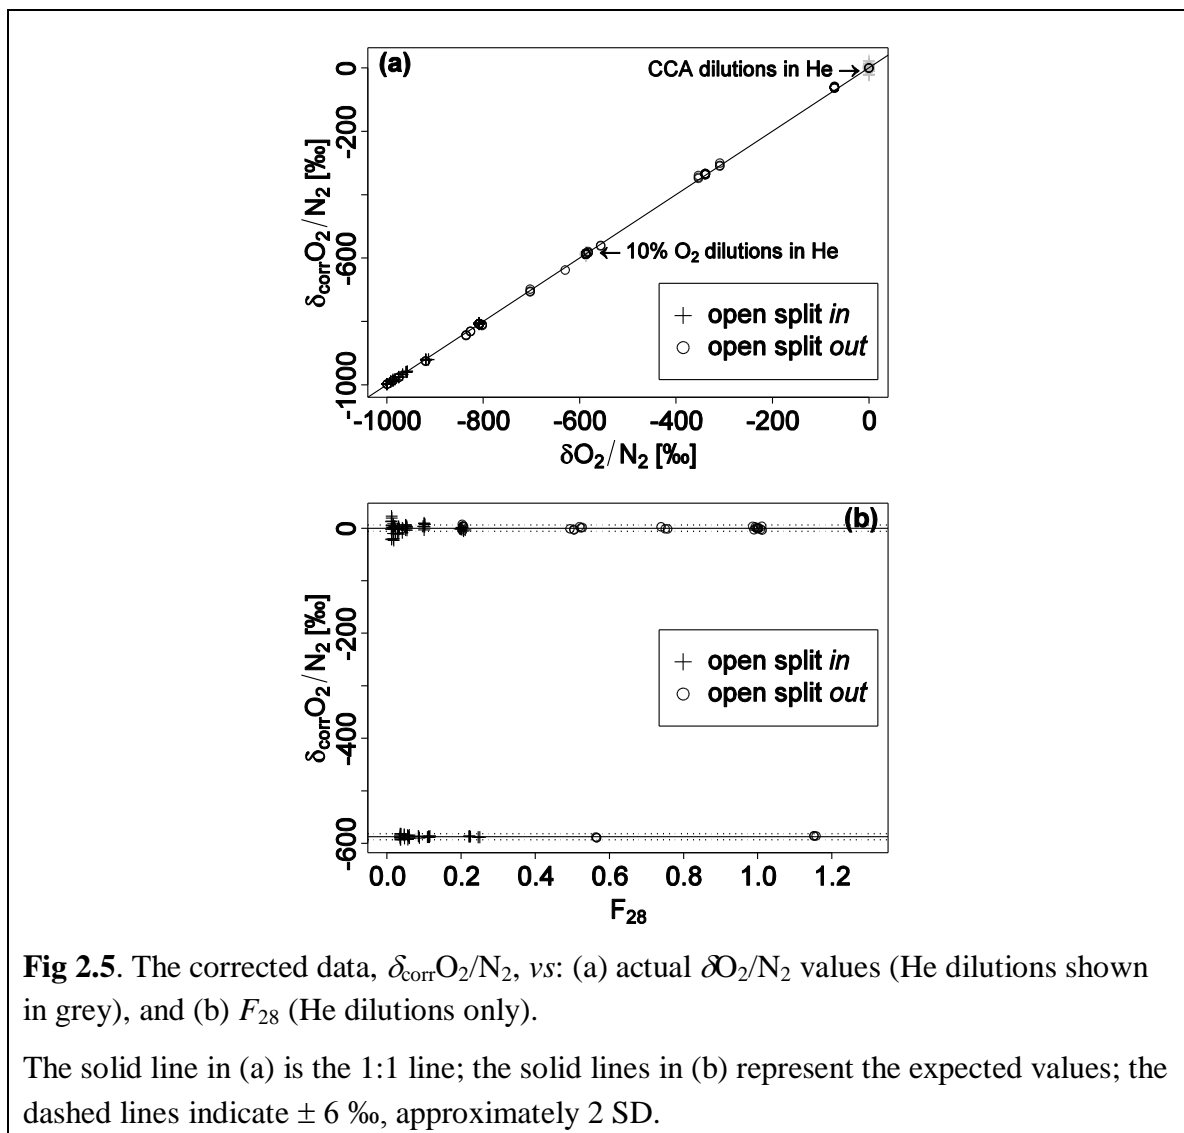 (a)
CCA dilutions in He
10% O₂ dilutions in He
open split in
open split out
0
-200
-600
-1000
δcorrO₂/N₂ [‰]
-1000 -800 -600 -400 -200 0
δO₂/N₂ [‰]
(b)
open split in
open split out
0
-200
-400
-600
δcorrO₂/N₂ [‰]
0.0 0.2 0.4 0.6 0.8 1.0 1.2
F₂₈
Fig 2.5. The corrected data, δcorrO₂/N₂, vs: (a) actual δO₂/N₂ values (He dilutions shown
in grey), and (b) F₂₈ (He dilutions only).
The solid line in (a) is the 1:1 line; the solid lines in (b) represent the expected values; the
dashed lines indicate ± 6 ‰, approximately 2 SD.